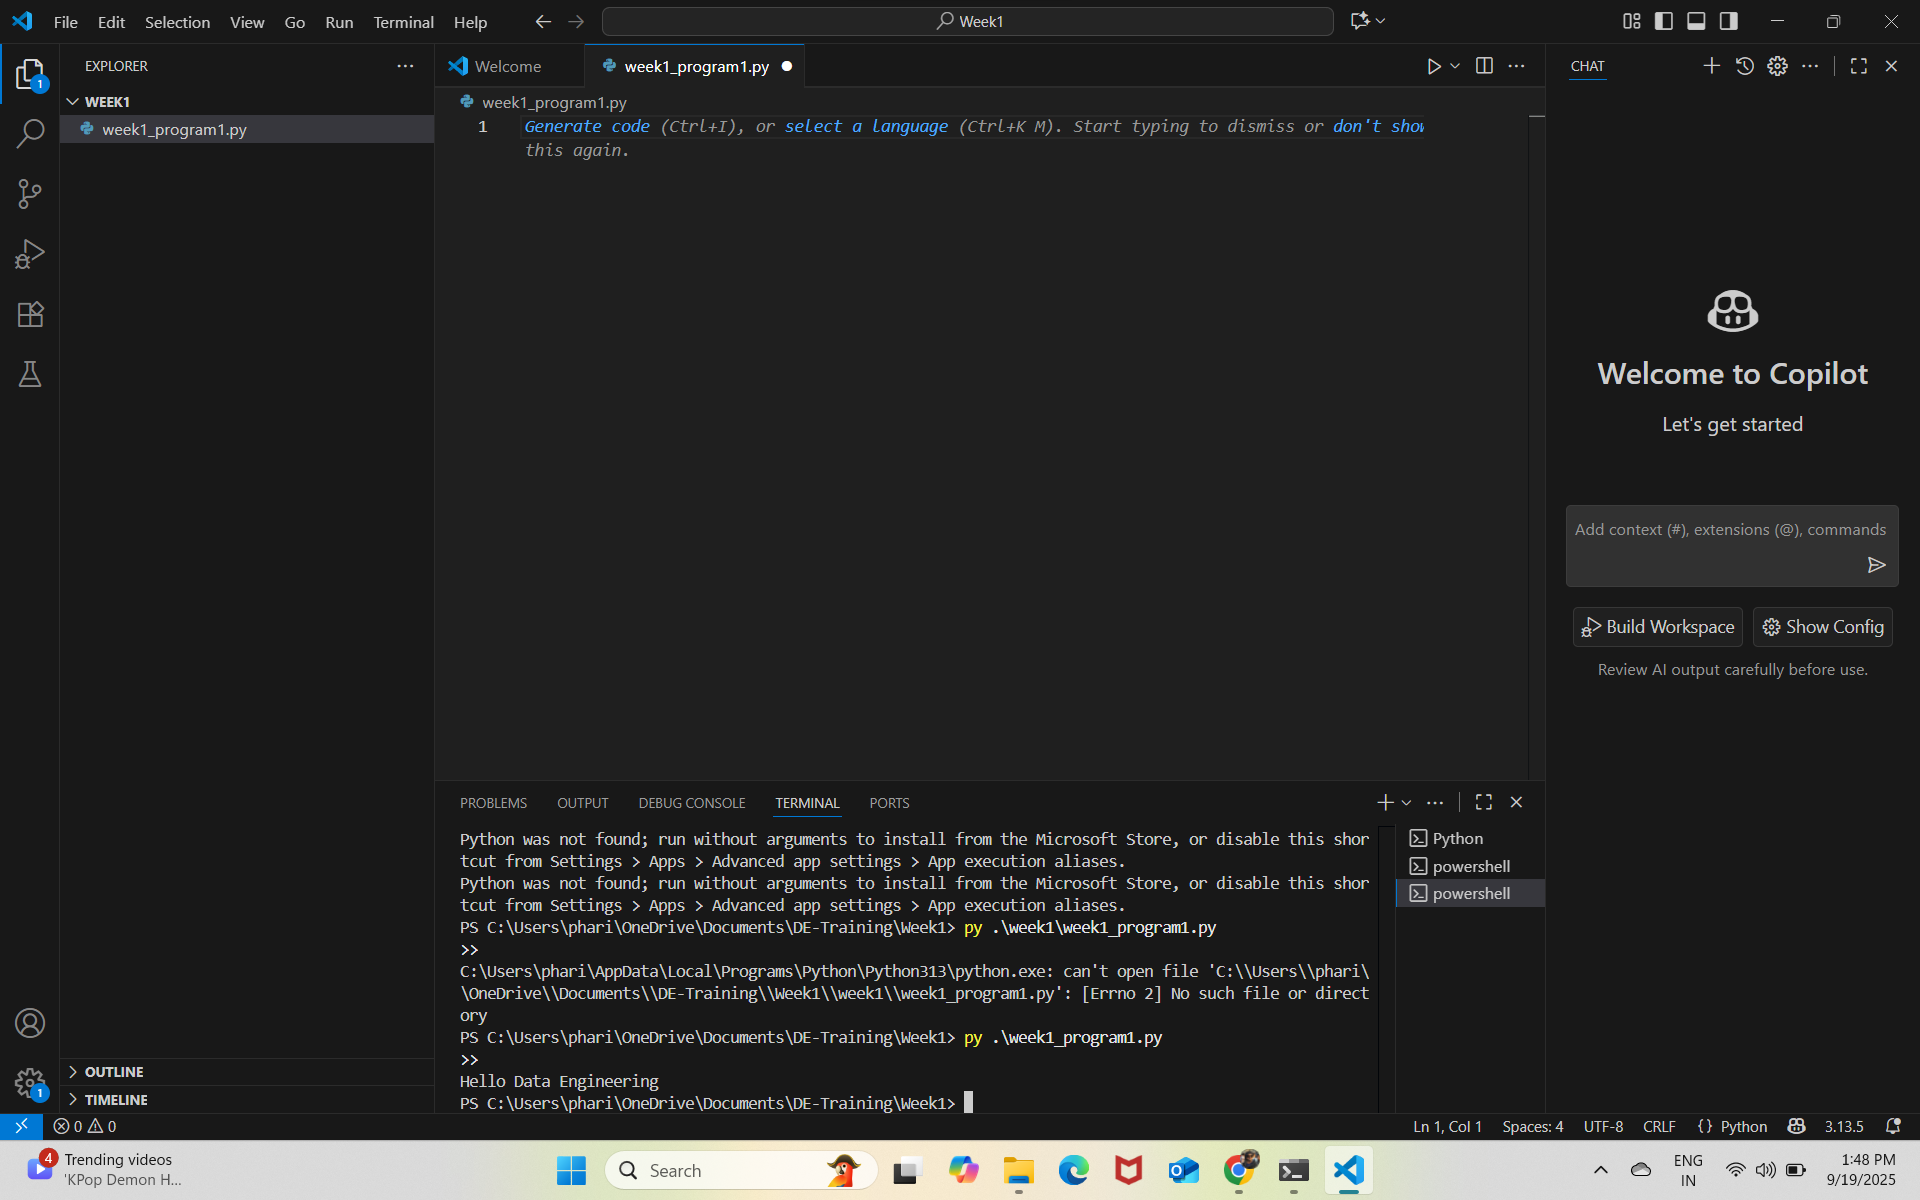 File Edit Selection View Go Run Terminal Help
Week1
EXPLORER
WEEK1
week1_program1.py
1
Welcome
week1_program1.py
week1_program1.py
1
Generate code (Ctrl+I), or select a language (Ctrl+K M). Start typing to dismiss or don't show
this again.
CHAT
Welcome to Copilot
Let's get started
Add context (#), extensions (@), commands
Build Workspace
Show Config
Review AI output carefully before use.
PROBLEMS OUTPUT DEBUG CONSOLE TERMINAL PORTS
Python was not found; run without arguments to install from the Microsoft Store, or disable this shor
tcut from Settings > Apps > Advanced app settings > App execution aliases.
Python was not found; run without arguments to install from the Microsoft Store, or disable this shor
tcut from Settings > Apps > Advanced app settings > App execution aliases.
PS C:\Users\phari\OneDrive\Documents\DE-Training\Week1> py .\week1\week1_program1.py
>>
C:\Users\phari\AppData\Local\Programs\Python\Python313\python.exe: can't open file 'C:\\Users\\phari\
\OneDrive\\Documents\\DE-Training\\Week1\\week1\\week1_program1.py': [Errno 2] No such file or direct
ory
PS C:\Users\phari\OneDrive\Documents\DE-Training\Week1> py .\week1_program1.py
>>
Hello Data Engineering
PS C:\Users\phari\OneDrive\Documents\DE-Training\Week1>
Python
powershell
powershell
OUTLINE
TIMELINE
1
0 0
Ln 1, Col 1 Spaces: 4 UTF-8 CRLF {} Python 3.13.5
4
Trending videos
'KPop Demon H...
Search
ENG
IN
1:48 PM
9/19/2025